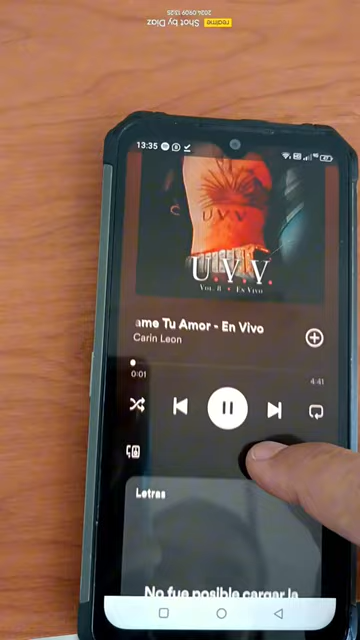 realme
Shot by Diaz
2024.09.09 13:35
13:35
U.V.V.
U.V.V.
Vol. II • En Vivo
ame Tu Amor - En Vivo
Carin Leon
0:01
4:41
Letras
No fue posible cargar la